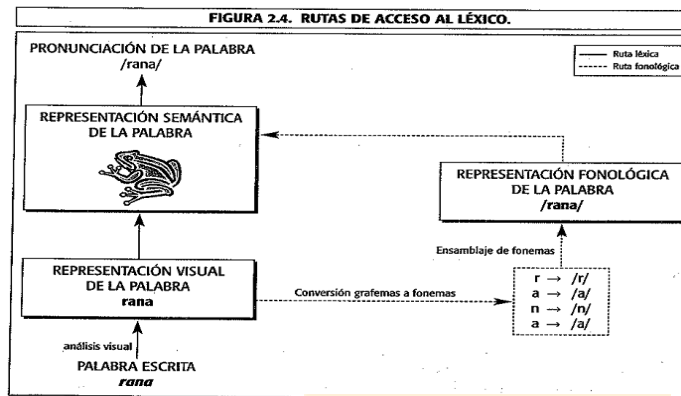 FIGURA 2.4. RUTAS DE ACCESO AL LÉXICO.
PRONUNCIACIÓN DE LA PALABRA
/rana/
Ruta léxica
Ruta fonológica
REPRESENTACIÓN SEMÁNTICA
DE LA PALABRA
REPRESENTACIÓN FONOLÓGICA
DE LA PALABRA
/rana/
Ensamblaje de fonemas
REPRESENTACIÓN VISUAL
DE LA PALABRA
rana
Conversión grafemas a fonemas
r → /r/
a → /a/
n → /n/
a → /a/
análisis visual
PALABRA ESCRITA
rana